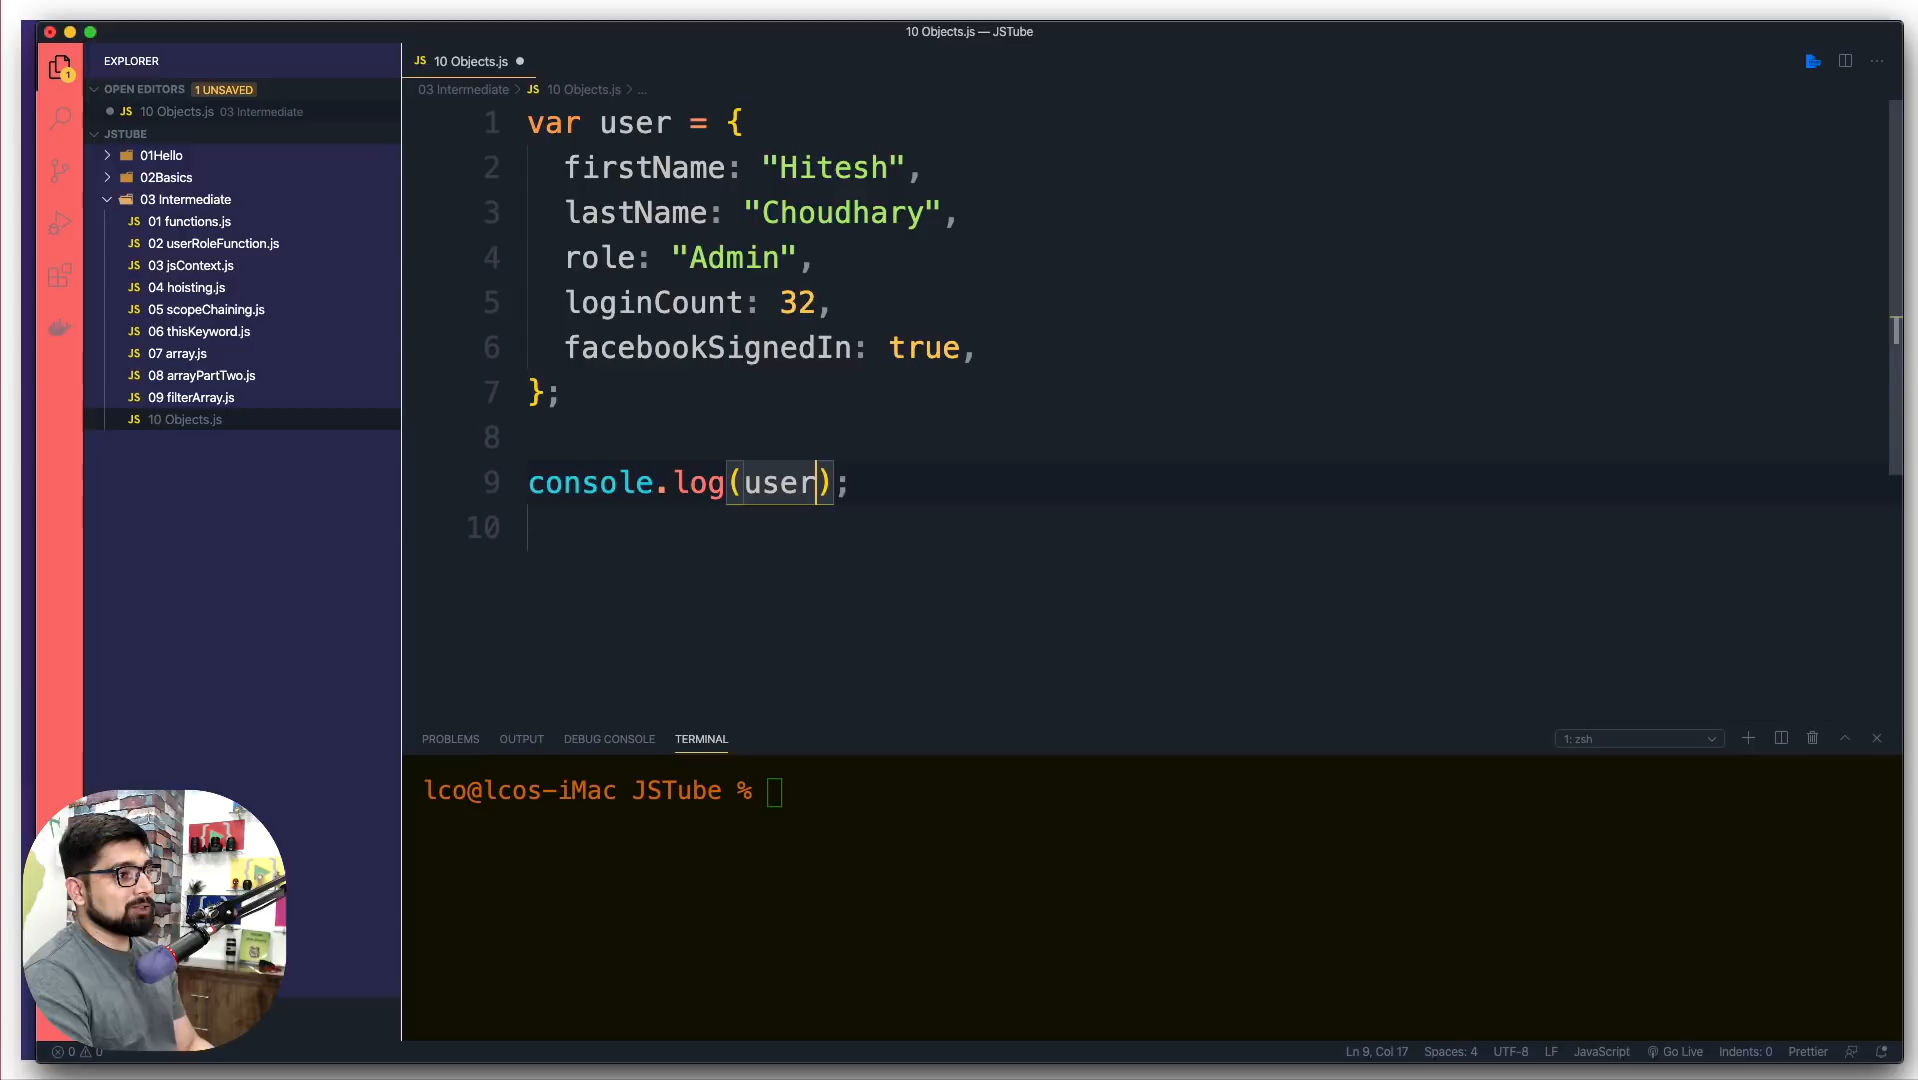 10 Objects.js — JSTube
EXPLORER
OPEN EDITORS 1 UNSAVED
JS 10 Objects.js 03 Intermediate
JSTUBE
01Hello
02Basics
03 Intermediate
JS 01 functions.js
JS 02 userRoleFunction.js
JS 03 jsContext.js
JS 04 hoisting.js
JS 05 scopeChaining.js
JS 06 thisKeyword.js
JS 07 array.js
JS 08 arrayPartTwo.js
JS 09 filterArray.js
JS 10 Objects.js
1
JS 10 Objects.js
03 Intermediate > JS 10 Objects.js > ...
1 var user = {
2 firstName: "Hitesh",
3 lastName: "Choudhary",
4 role: "Admin",
5 loginCount: 32,
6 facebookSignedIn: true,
7 };
8
9 console.log(user);
10
PROBLEMS OUTPUT DEBUG CONSOLE TERMINAL 1: zsh
lco@lcos-iMac JSTube %
0 0 Ln 9, Col 17 Spaces: 4 UTF-8 LF JavaScript Go Live Indents: 0 Prettier